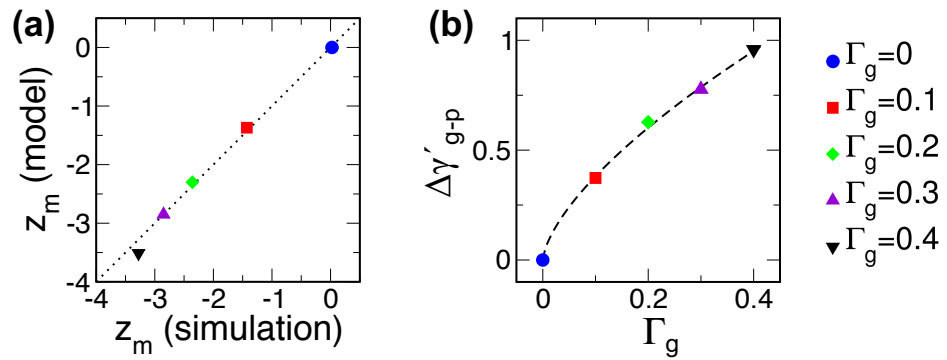 (a)
z_m (model)
0
-1
-2
-3
-4
-4 -3 -2 -1 0
z_m (simulation)
(b)
Δγ′_g-p
1
0.5
0
0 0.2 0.4
Γ_g
Γ_g=0
Γ_g=0.1
Γ_g=0.2
Γ_g=0.3
Γ_g=0.4